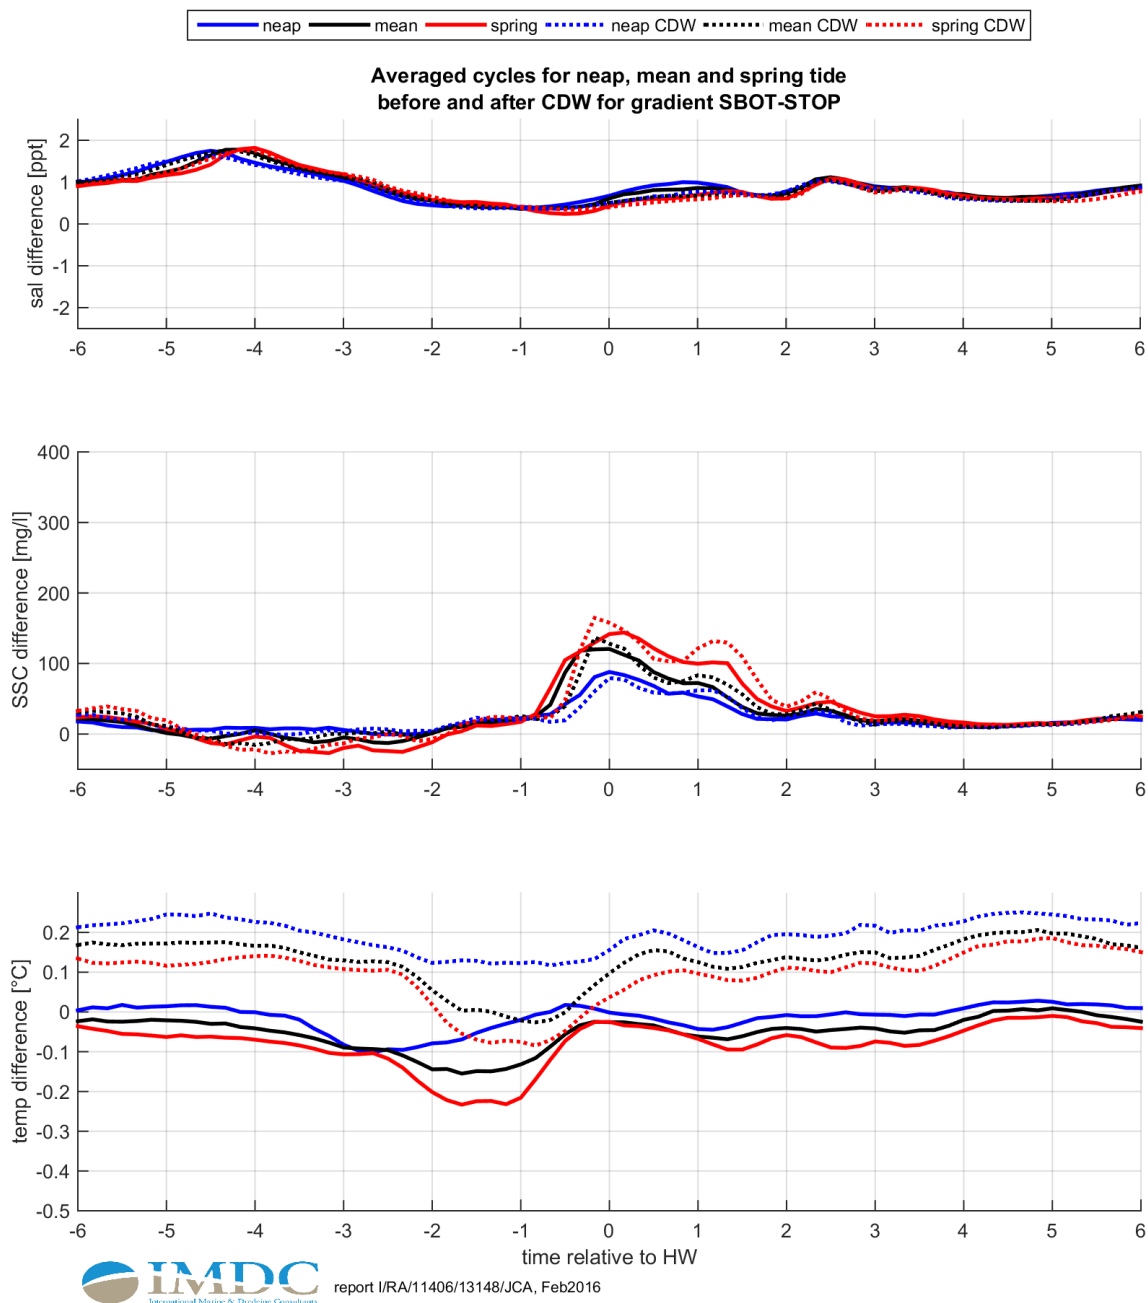 neap mean spring neap CDW mean CDW spring CDW
Averaged cycles for neap, mean and spring tide
before and after CDW for gradient SBOT-STOP
sal difference [ppt]
2
1
0
-1
-2
-6 -5 -4 -3 -2 -1 0 1 2 3 4 5 6
SSC difference [mg/l]
400
300
200
100
0
-6 -5 -4 -3 -2 -1 0 1 2 3 4 5 6
temp difference [°C]
0.2
0.1
0
-0.1
-0.2
-0.3
-0.4
-0.5
-6 -5 -4 -3 -2 -1 0 1 2 3 4 5 6
time relative to HW
IMDC
International Marine & Dredging Consultants
report I/RA/11406/13148/JCA, Feb2016